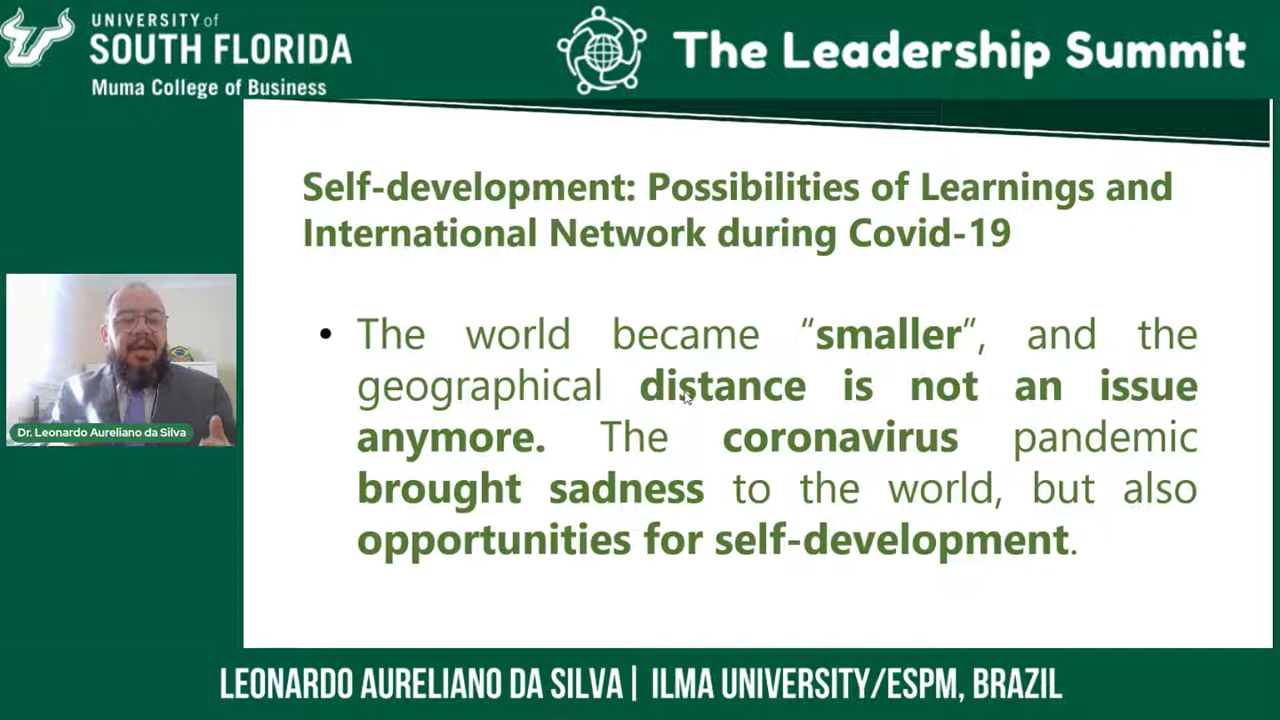 UNIVERSITY of
SOUTH FLORIDA
Muma College of Business
The Leadership Summit
Self-development: Possibilities of Learnings and
International Network during Covid-19
• The world became “smaller”, and the
geographical distance is not an issue
anymore. The coronavirus pandemic
brought sadness to the world, but also
opportunities for self-development.
Dr. Leonardo Aureliano da Silva
LEONARDO AURELIANO DA SILVA| ILMA UNIVERSITY/ESPM, BRAZIL